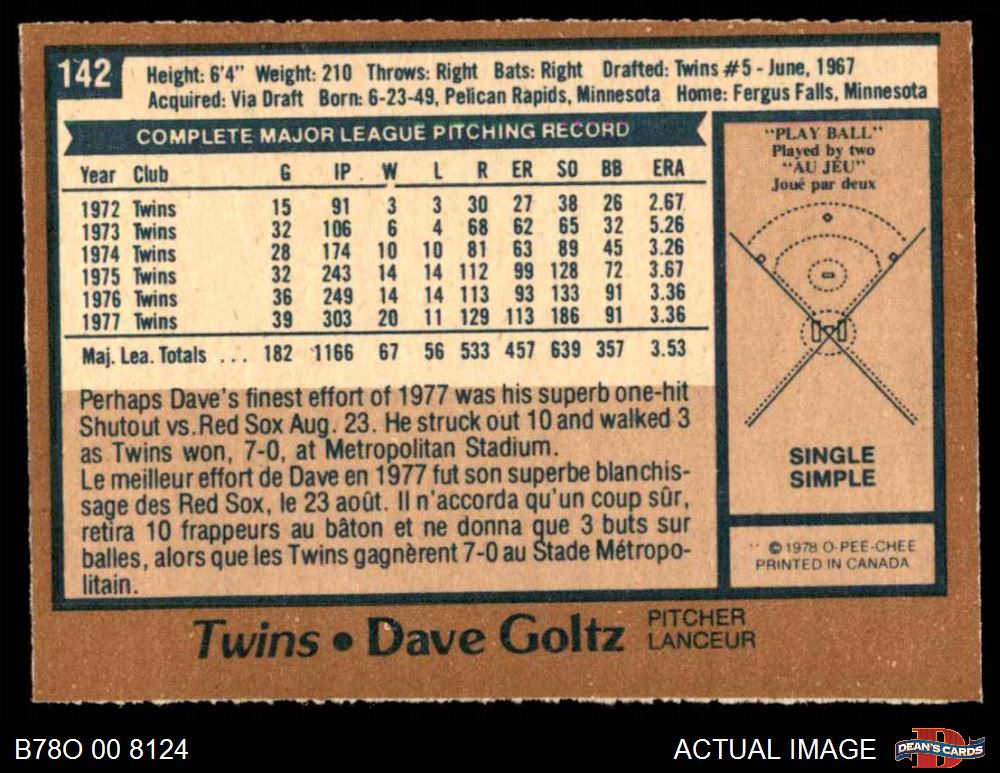 142
Height: 6'4" Weight: 210 Throws: Right Bats: Right Drafted: Twins #5 - June, 1967
Acquired: Via Draft Born: 6-23-49, Pelican Rapids, Minnesota Home: Fergus Falls, Minnesota
COMPLETE MAJOR LEAGUE PITCHING RECORD
Year Club G IP W L R ER SO BB ERA
1972 Twins 15 91 3 3 30 27 38 26 2.67
1973 Twins 32 106 6 4 68 62 65 32 5.26
1974 Twins 28 174 10 10 81 63 89 45 3.26
1975 Twins 32 243 14 14 112 99 128 72 3.67
1976 Twins 36 249 14 14 113 93 133 91 3.36
1977 Twins 39 303 20 11 129 113 186 91 3.36
Maj. Lea. Totals ... 182 1166 67 56 533 457 639 357 3.53
Perhaps Dave's finest effort of 1977 was his superb one-hit
Shutout vs. Red Sox Aug. 23. He struck out 10 and walked 3
as Twins won, 7-0, at Metropolitan Stadium.
Le meilleur effort de Dave en 1977 fut son superbe blanchis-
sage des Red Sox, le 23 août. Il n'accorda qu'un coup sûr,
retira 10 frappeurs au bâton et ne donna que 3 buts sur
balles, alors que les Twins gagnèrent 7-0 au Stade Métropo-
litain.
"PLAY BALL"
Played by two
"AU JEU"
Joué par deux
SINGLE
SIMPLE
© 1978 O-PEE-CHEE
PRINTED IN CANADA
Twins • Dave Goltz PITCHER
LANCEUR
B78O 00 8124
ACTUAL IMAGE
D
DEAN'S CARDS